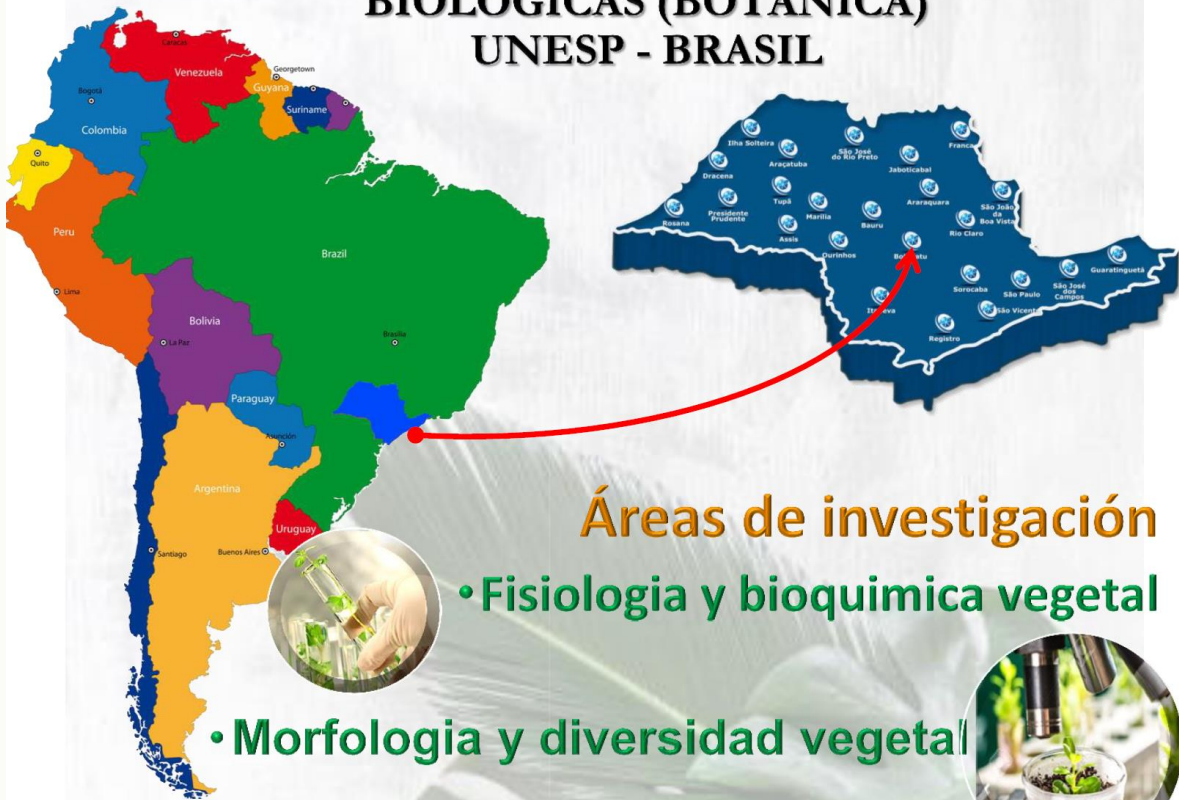 BIOLÓGICAS (BOTÁNICA)
UNESP - BRASIL
Caracas
Venezuela
Georgetown
Guyana
Suriname
Bogotá
Colombia
Quito
Peru
Lima
Brazil
Brasília
Bolivia
La Paz
Paraguay
Asunción
Argentina
Uruguay
Santiago
Buenos Aires
Ilha Solteira
Araçatuba
São José
do Rio Preto
Franca
Jaboticabal
Dracena
Tupã
Araraquara
São João
da
Boa Vista
Presidente
Prudente
Marília
Rosana
Bauru
Rio Claro
Assis
Ourinhos
Sorocaba
São Paulo
São José
dos
Campos
Guaratinguetá
São Vicente
Registro
Áreas de investigación
• Fisiologia y bioquimica vegetal
• Morfologia y diversidad vegetal